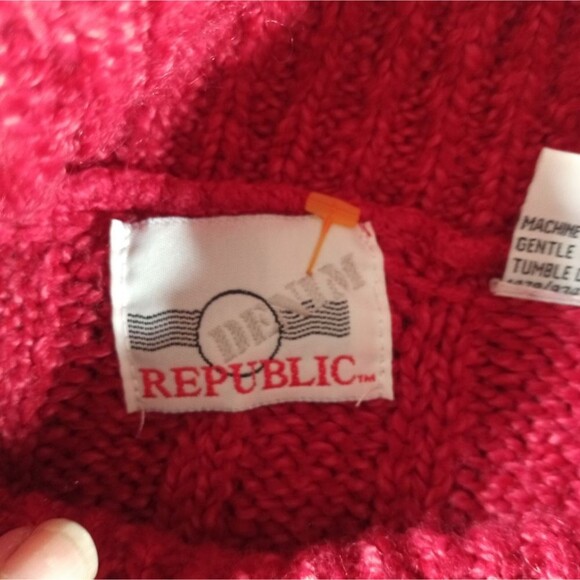 DENIM
REPUBLIC™
MACHINE
GENTLE
TUMBLE